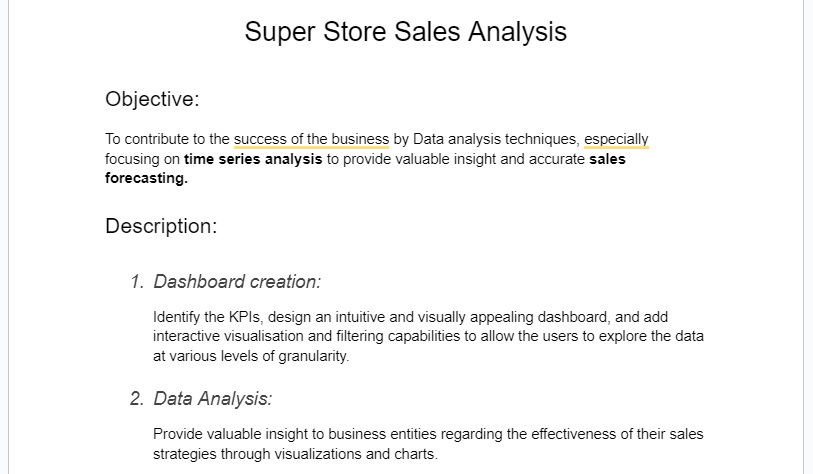 Super Store Sales Analysis
Objective:
To contribute to the success of the business by Data analysis techniques, especially
focusing on time series analysis to provide valuable insight and accurate sales
forecasting.
Description:
1. Dashboard creation:
Identify the KPIs, design an intuitive and visually appealing dashboard, and add
interactive visualisation and filtering capabilities to allow the users to explore the data
at various levels of granularity.
2. Data Analysis:
Provide valuable insight to business entities regarding the effectiveness of their sales
strategies through visualizations and charts.